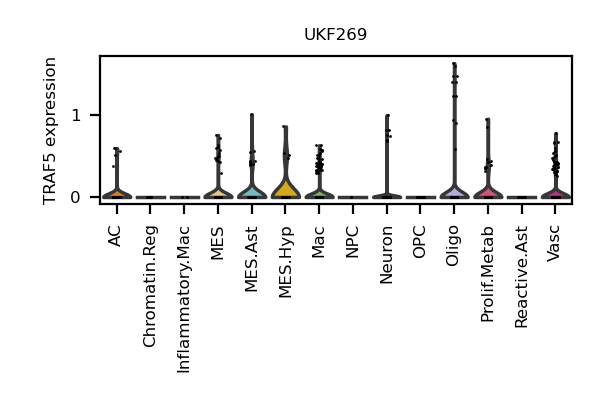 UKF269
TRAF5 expression
1
0
AC
Chromatin.Reg
Inflammatory.Mac
MES
MES.Ast
MES.Hyp
Mac
NPC
Neuron
OPC
Oligo
Prolif.Metab
Reactive.Ast
Vasc